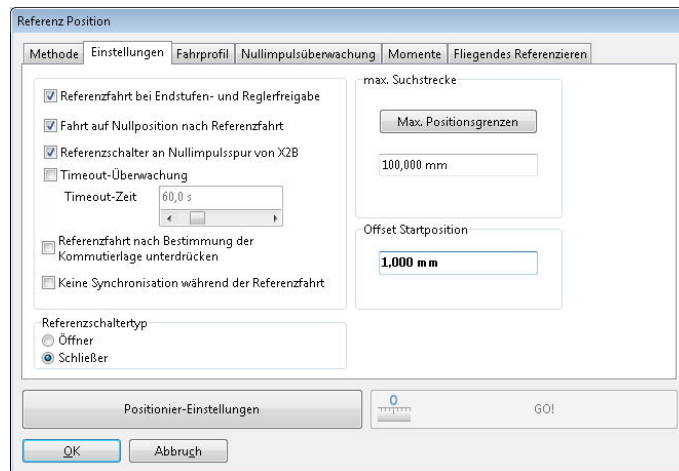 Referenz Position
Methode Einstellungen Fahrprofil Nullimpulsüberwachung Momente Fliegendes Referenzieren
Referenzfahrt bei Endstufen- und Reglerfreigabe
Fahrt auf Nullposition nach Referenzfahrt
Referenzschalter an Nullimpulsspur von X2B
Timeout-Überwachung
Timeout-Zeit 60,0 s
Referenzfahrt nach Bestimmung der
Kommutierlage unterdrücken
Keine Synchronisation während der Referenzfahrt
Referenzschaltertyp
Öffner
Schließer
max. Suchstrecke
Max. Positionsgrenzen
100,000 mm
Offset Startposition
1,000 mm
Positionier-Einstellungen
0 GO!
OK Abbruch